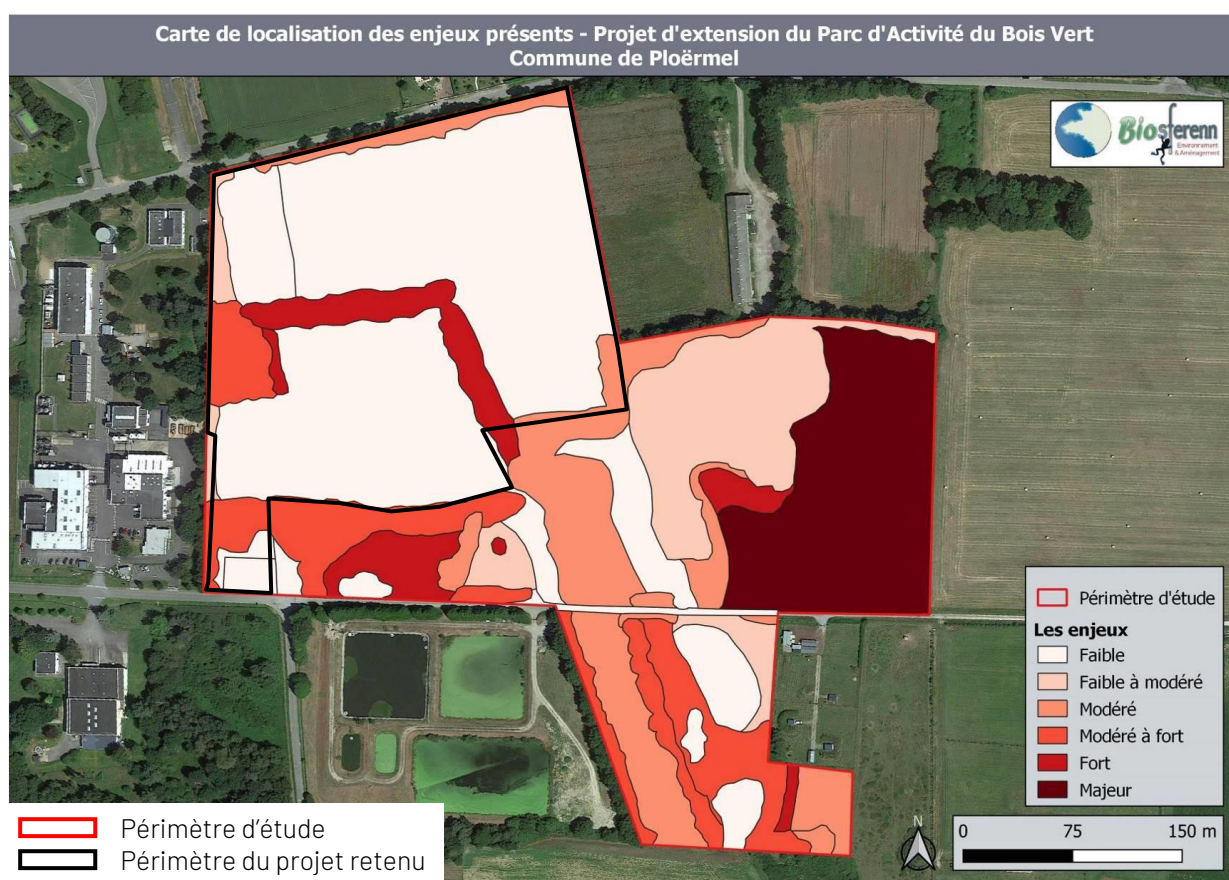 Carte de localisation des enjeux présents - Projet d'extension du Parc d'Activité du Bois Vert
Commune de Ploërmel
Biosferenn
Environnement
& Aménagement
Périmètre d'étude
Les enjeux
Faible
Faible à modéré
Modéré
Modéré à fort
Fort
Majeur
N
0 75 150 m
Périmètre d’étude
Périmètre du projet retenu